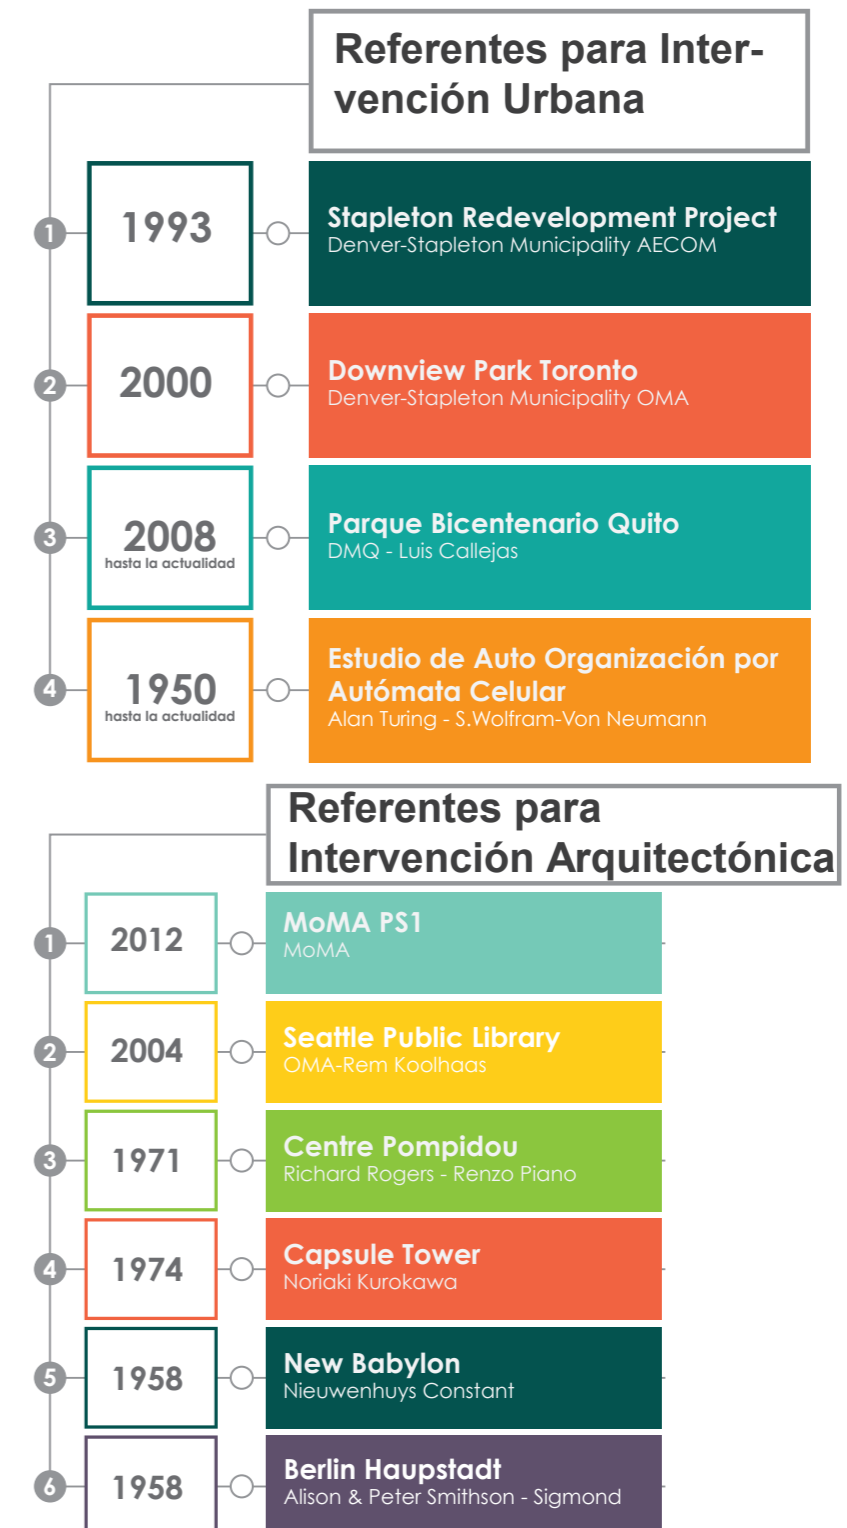 Referentes para Inter-
vención Urbana
1
1993
Stapleton Redevelopment Project
Denver-Stapleton Municipality AECOM
2
2000
Downview Park Toronto
Denver-Stapleton Municipality OMA
3
2008
hasta la actualidad
Parque Bicentenario Quito
DMQ - Luis Callejas
4
1950
hasta la actualidad
Estudio de Auto Organización por
Autómata Celular
Alan Turing - S.Wolfram-Von Neumann
Referentes para
Intervención Arquitectónica
1
2012
MoMA PS1
MoMA
2
2004
Seattle Public Library
OMA-Rem Koolhaas
3
1971
Centre Pompidou
Richard Rogers - Renzo Piano
4
1974
Capsule Tower
Noriaki Kurokawa
5
1958
New Babylon
Nieuwenhuys Constant
6
1958
Berlin Haupstadt
Alison & Peter Smithson - Sigmond